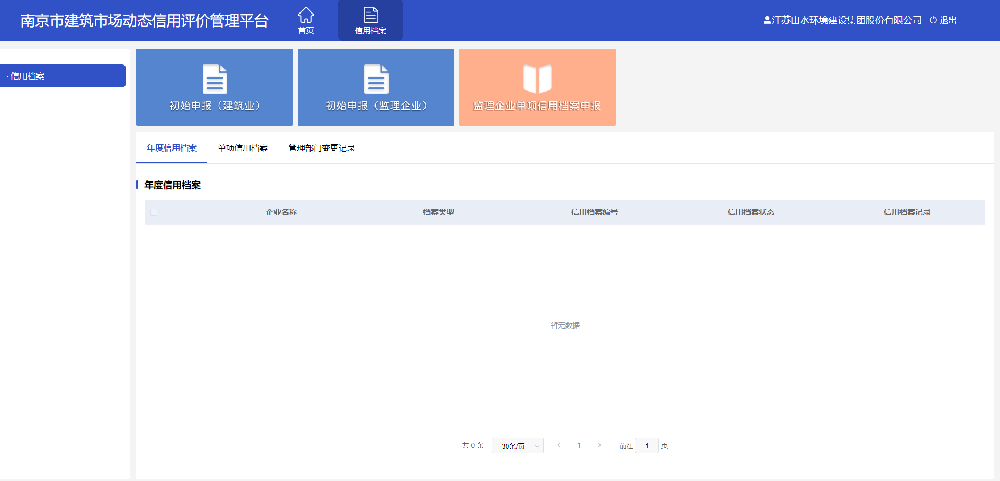 南京市建筑市场动态信用评价管理平台
首页
信用档案
江苏山水环境建设集团股份有限公司
退出
· 信用档案
初始申报（建筑业）
初始申报（监理企业）
监理企业单项信用档案申报
年度信用档案
单项信用档案
管理部门变更记录
年度信用档案
企业名称
档案类型
信用档案编号
信用档案状态
信用档案记录
暂无数据
共 0 条
30条/页
1
前往 1 页